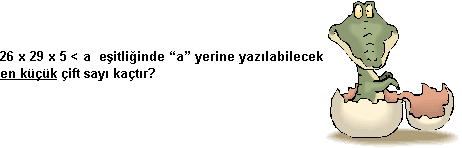 26 x 29 x 5 < a eşitliğinde “a” yerine yazılabilecek
en küçük çift sayı kaçtır?